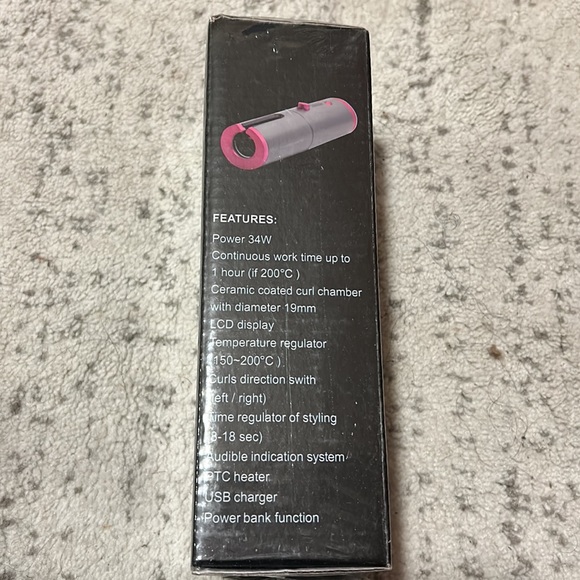 FEATURES:
Power 34W
Continuous work time up to
1 hour (if 200°C )
Ceramic coated curl chamber
with diameter 19mm
LCD display
Temperature regulator
(150~200°C )
Curls direction swith
(left / right)
Time regulator of styling
(8-18 sec)
Audible indication system
PTC heater
USB charger
Power bank function